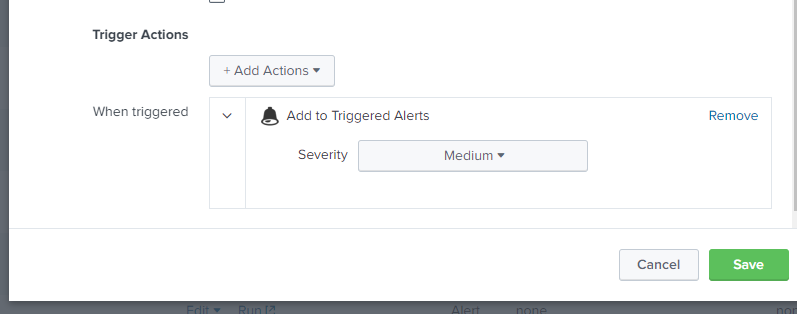 Trigger Actions
+ Add Actions
When triggered
Add to Triggered Alerts
Remove
Severity
Medium
Cancel
Save
Edit
Run
Alert
none